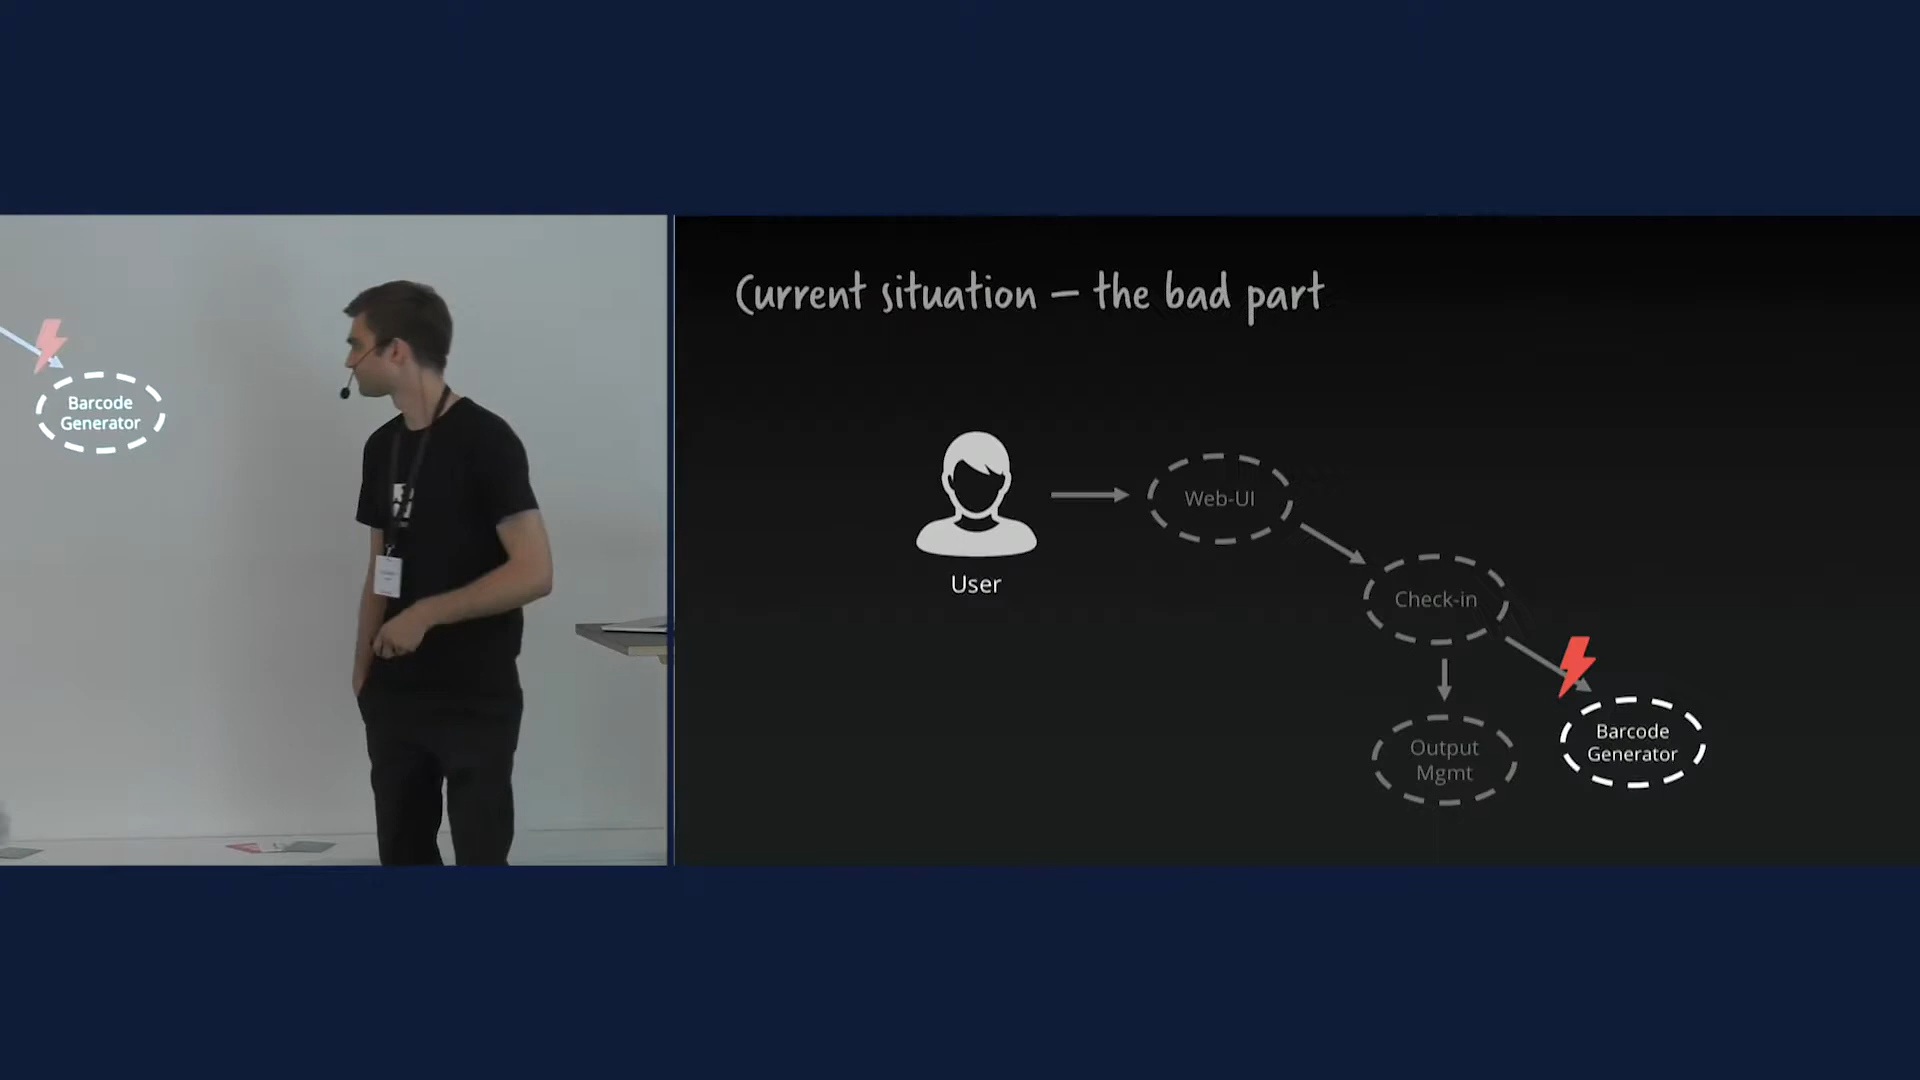 Barcode
Generator
Current situation – the bad part
User
Web-UI
Check-in
Output
Mgmt
Barcode
Generator